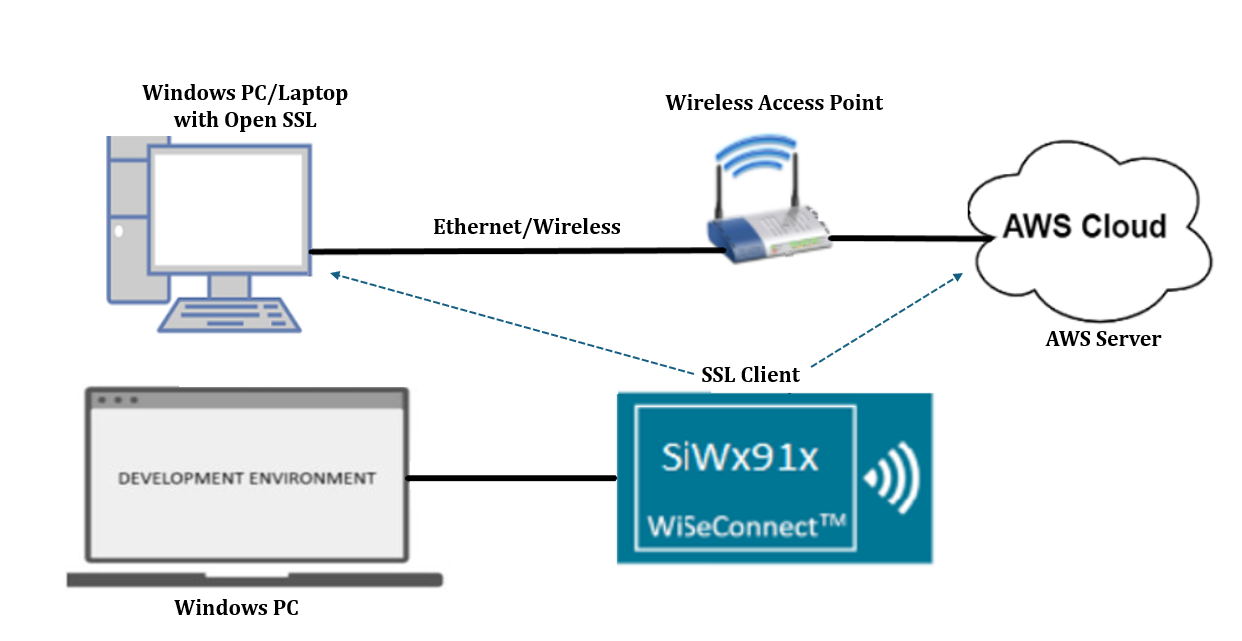 Windows PC/Laptop
with Open SSL
Wireless Access Point
Ethernet/Wireless
AWS Cloud
AWS Server
SSL Client
DEVELOPMENT ENVIRONMENT
SiWx91x
WiSeConnect™
Windows PC